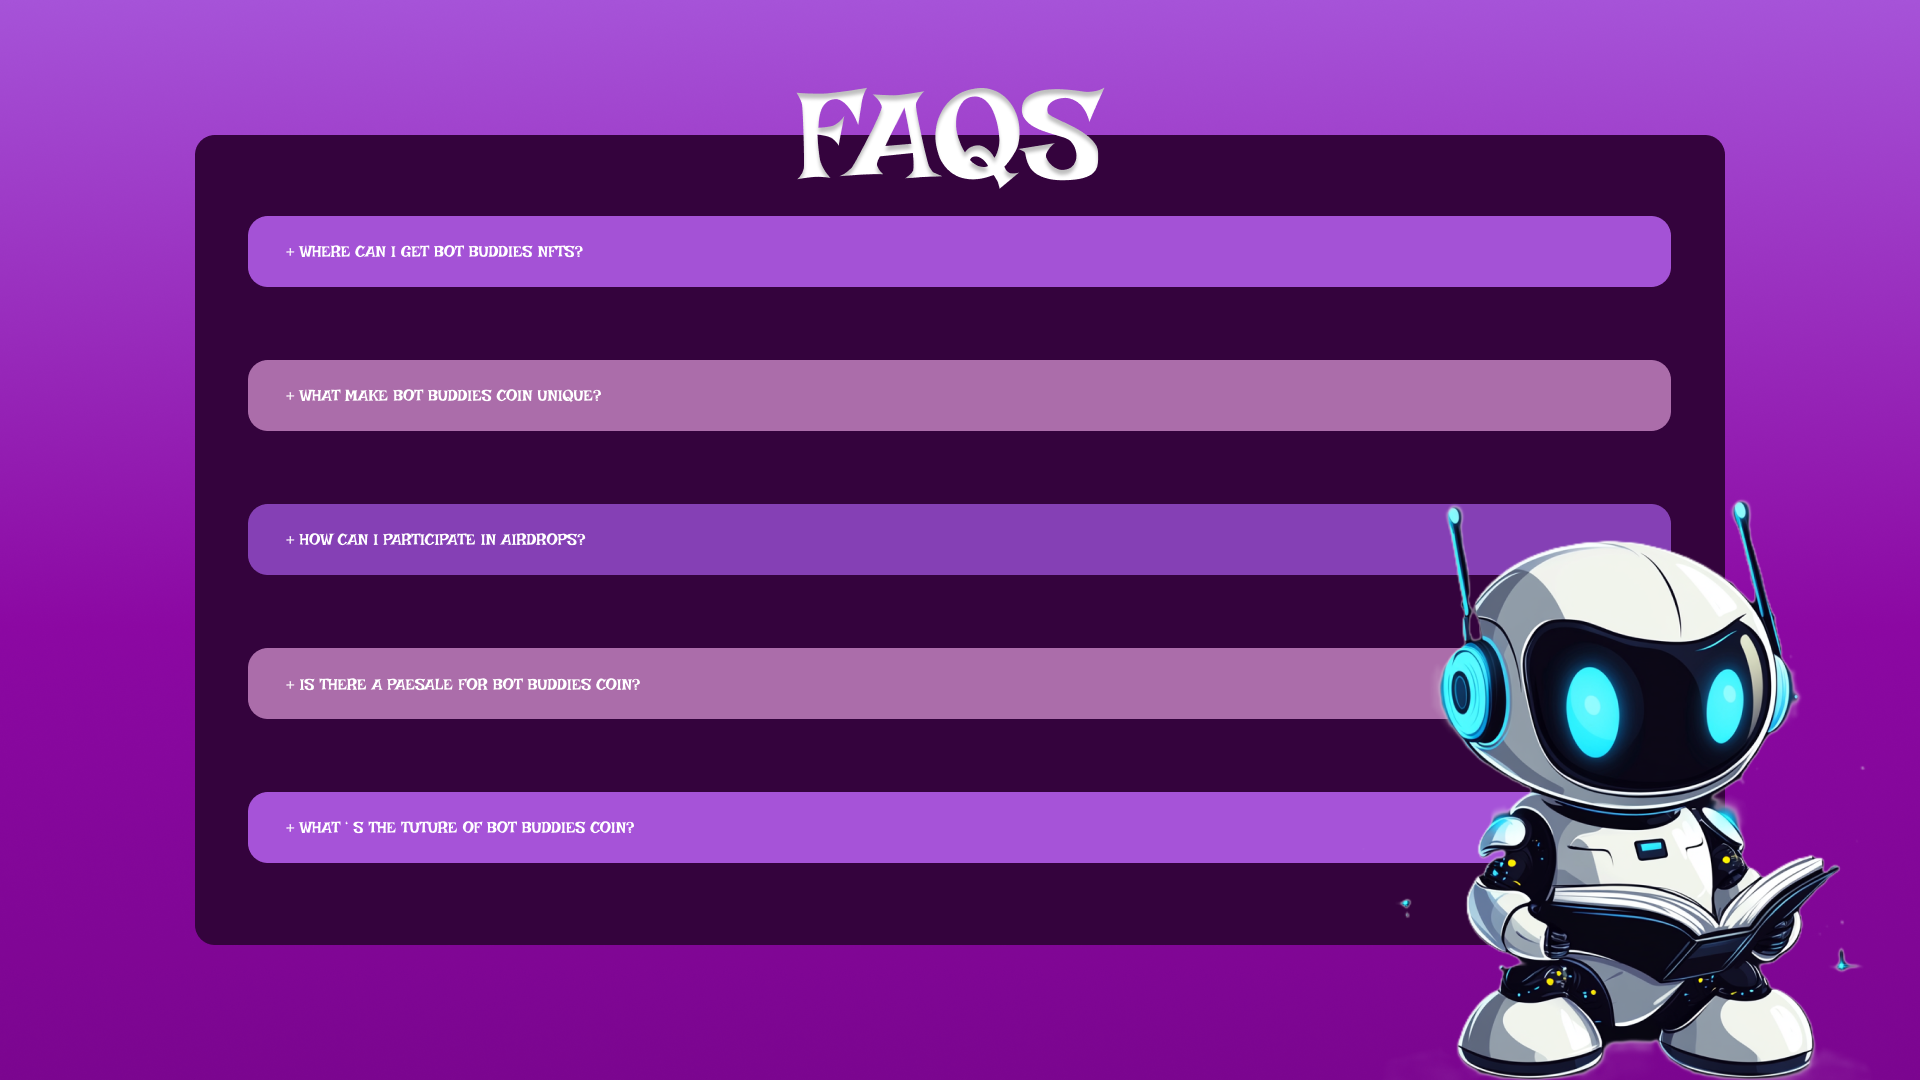 FAQS
+ WHERE CAN I GET BOT BUDDIES NFTS?
+ WHAT MAKE BOT BUDDIES COIN UNIQUE?
+ HOW CAN I PARTICIPATE IN AIRDROPS?
+ IS THERE A PAESALE FOR BOT BUDDIES COIN?
+ WHAT ' S THE TUTURE OF BOT BUDDIES COIN?